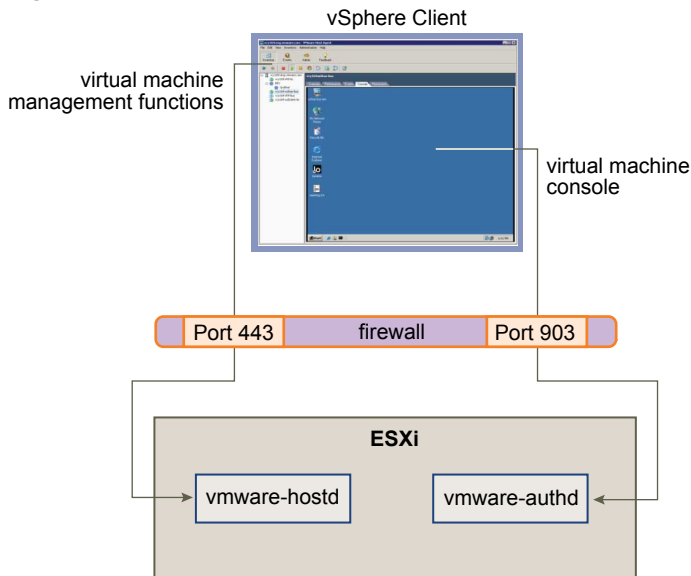 vSphere Client
virtual machine
management functions
virtual machine
console
Port 443
firewall
Port 903
ESXi
vmware-hostd
vmware-authd